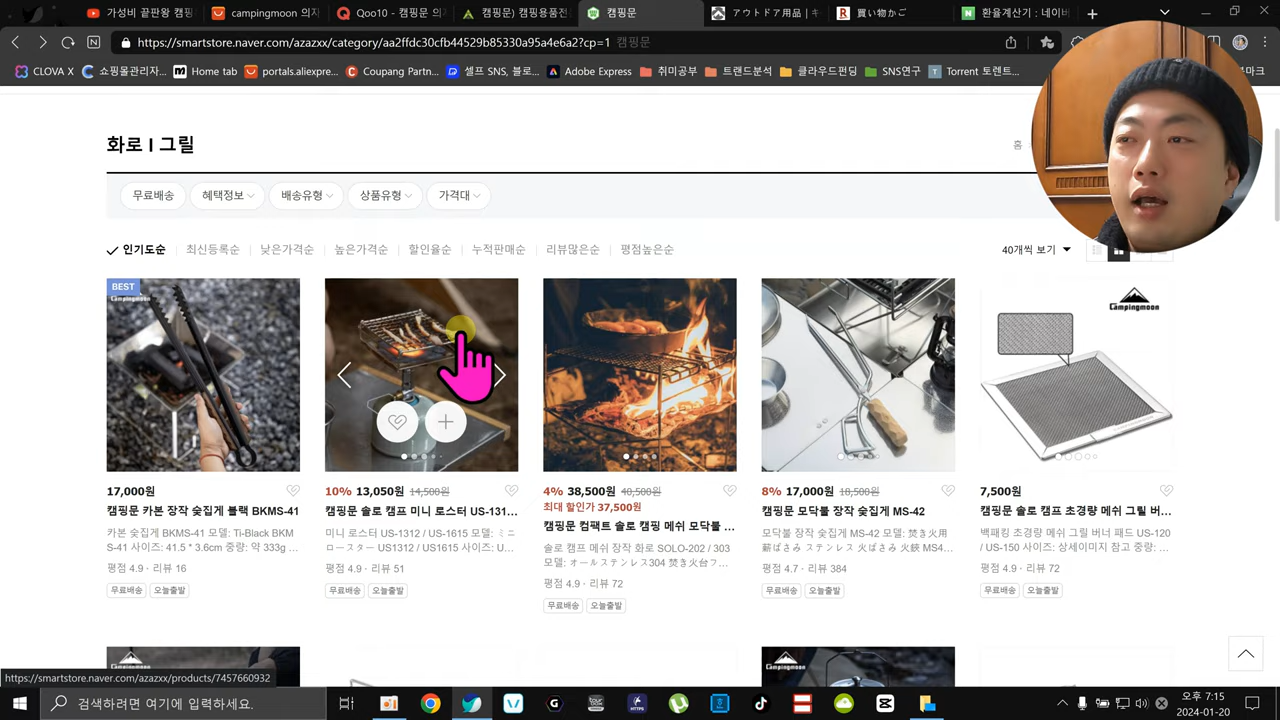 가성비 끝판왕 캠핑
campingmoon 의자
Qoo10 - 캠핑문 의
캠핑문) 캠핑용품전
캠핑문
アウトドア用品 | キ
買い物かご
환율계산기 : 네이버
https://smartstore.naver.com/azazxx/category/aa2ffdc30cfb44529b85330a95a4e6a2?cp=1 캠핑문
CLOVA X
쇼핑몰관리자...
Home tab
portals.aliexpre...
Coupang Partn...
셀프 SNS, 블로...
Adobe Express
취미공부
트렌드분석
클라우드펀딩
SNS연구
Torrent 토렌트...
화로 I 그릴
홈
무료배송
혜택정보
배송유형
상품유형
가격대
인기도순
최신등록순
낮은가격순
높은가격순
할인율순
누적판매순
리뷰많은순
평점높은순
40개씩 보기
BEST
Campingmoon
Campingmoon
17,000원
캠핑문 카본 장작 숯집게 블랙 BKMS-41
카본 숯집게 BKMS-41 모델: Ti-Black BKM
S-41 사이즈: 41.5 * 3.6cm 중량: 약 333g ...
평점 4.9 · 리뷰 16
무료배송 오늘출발
10% 13,050원 14,500원
캠핑문 솔로 캠프 미니 로스터 US-131...
미니 로스터 US-1312 / US-1615 모델: ミニ
ロースター US1312 / US1615 사이즈: U...
평점 4.9 · 리뷰 51
무료배송 오늘출발
4% 38,500원 40,500원
최대 할인가 37,500원
캠핑문 컴팩트 솔로 캠핑 메쉬 모닥불 ...
솔로 캠프 메쉬 장작 화로 SOLO-202 / 303
모델: オールステンレス304 焚き火台フ...
평점 4.9 · 리뷰 72
무료배송 오늘출발
8% 17,000원 18,500원
캠핑문 모닥불 장작 숯집게 MS-42
모닥불 장작 숯집게 MS-42 모델: 焚き火用
薪ばさみ ステンレス 火ばさみ 火鋏 MS4...
평점 4.7 · 리뷰 384
무료배송 오늘출발
7,500원
캠핑문 솔로 캠프 초경량 메쉬 그릴 버...
백패킹 초경량 메쉬 그릴 버너 패드 US-120
/ US-150 사이즈: 상세이미지 참고 중량: ...
평점 4.9 · 리뷰 72
무료배송 오늘출발
Campingmoon
Campingmoon
https://smartstore.naver.com/azazxx/products/7457660932
검색하려면 여기에 입력하세요.
오후 7:15
2024-01-20